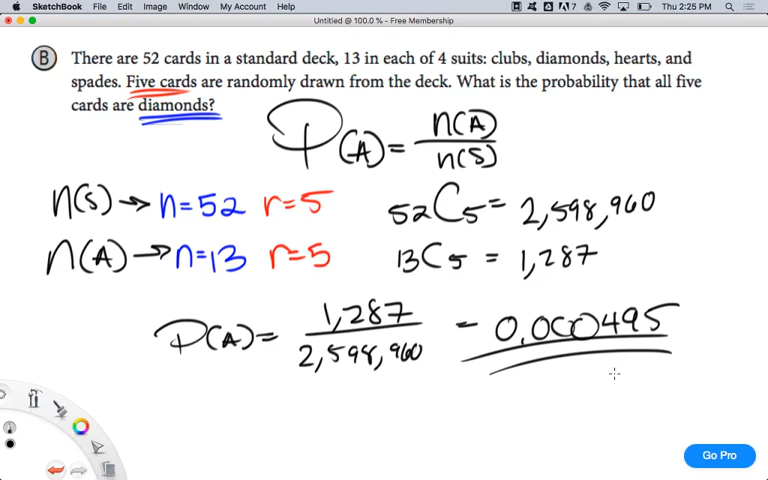 SketchBook File Edit Image Window My Account Help 7 Thu 2:25 PM
Untitled @ 100.0 % - Free Membership
B There are 52 cards in a standard deck, 13 in each of 4 suits: clubs, diamonds, hearts, and
spades. Five cards are randomly drawn from the deck. What is the probability that all five
cards are diamonds?
P(A) = n(A) / n(S)
n(S) → n=52 r=5 52C5 = 2,598,960
n(A) → n=13 r=5 13C5 = 1,287
P(A) = 1,287 / 2,598,960 = 0.000495
Go Pro